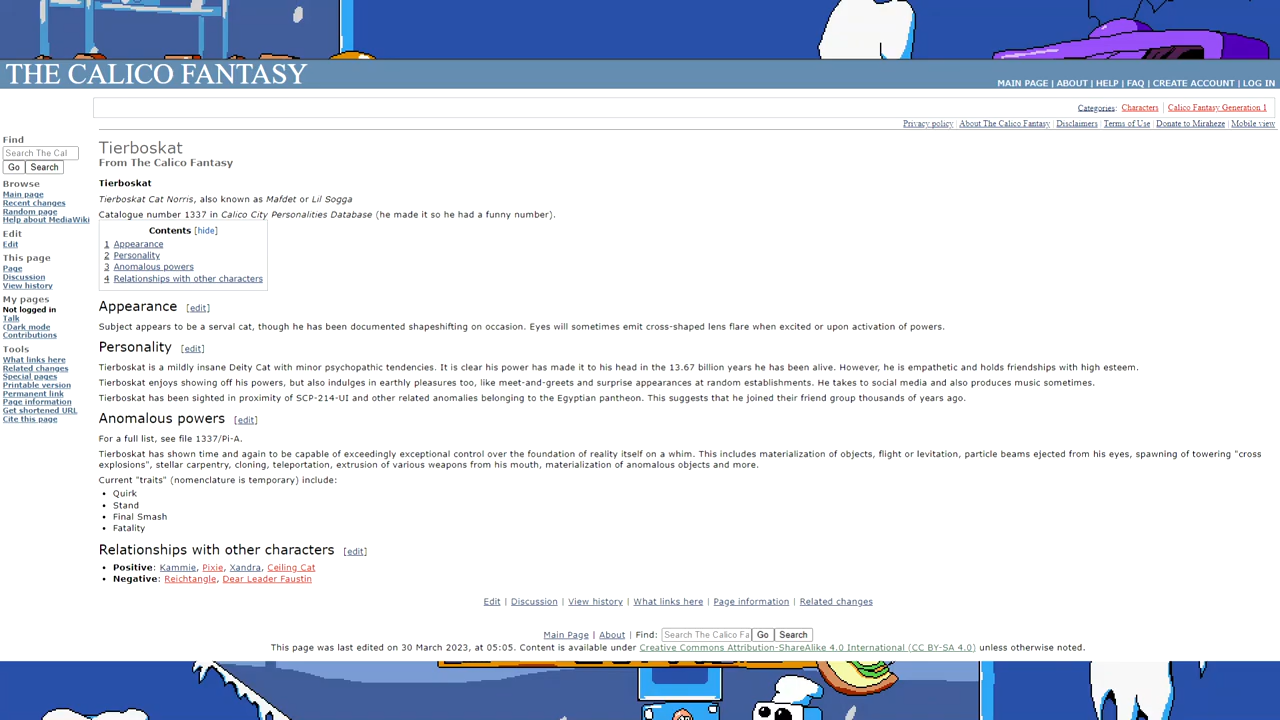 THE CALICO FANTASY
MAIN PAGE | ABOUT | HELP | FAQ | CREATE ACCOUNT | LOG IN
Categories: Characters | Calico Fantasy Generation 1
Privacy policy | About The Calico Fantasy | Disclaimers | Terms of Use | Donate to Miraheze | Mobile view
Find
Search The Cal
Go Search
Browse
Main page
Recent changes
Random page
Help about MediaWiki
Edit
Edit
This page
Page
Discussion
View history
My pages
Not logged in
Talk
Dark mode
Contributions
Tools
What links here
Related changes
Special pages
Printable version
Permanent link
Page information
Get shortened URL
Cite this page
Tierboskat
From The Calico Fantasy
Tierboskat
Tierboskat Cat Norris, also known as Mafdet or Lil Sogga
Catalogue number 1337 in Calico City Personalities Database (he made it so he had a funny number).
Contents [hide]
1 Appearance
2 Personality
3 Anomalous powers
4 Relationships with other characters
Appearance [edit]
Subject appears to be a serval cat, though he has been documented shapeshifting on occasion. Eyes will sometimes emit cross-shaped lens flare when excited or upon activation of powers.
Personality [edit]
Tierboskat is a mildly insane Deity Cat with minor psychopathic tendencies. It is clear his power has made it to his head in the 13.67 billion years he has been alive. However, he is empathetic and holds friendships with high esteem.
Tierboskat enjoys showing off his powers, but also indulges in earthly pleasures too, like meet-and-greets and surprise appearances at random establishments. He takes to social media and also produces music sometimes.
Tierboskat has been sighted in proximity of SCP-214-UI and other related anomalies belonging to the Egyptian pantheon. This suggests that he joined their friend group thousands of years ago.
Anomalous powers [edit]
For a full list, see file 1337/Pi-A.
Tierboskat has shown time and again to be capable of exceedingly exceptional control over the foundation of reality itself on a whim. This includes materialization of objects, flight or levitation, particle beams ejected from his eyes, spawning of towering "cross
explosions", stellar carpentry, cloning, teleportation, extrusion of various weapons from his mouth, materialization of anomalous objects and more.
Current "traits" (nomenclature is temporary) include:
• Quirk
• Stand
• Final Smash
• Fatality
Relationships with other characters [edit]
• Positive: Kammie, Pixie, Xandra, Ceiling Cat
• Negative: Reichtangle, Dear Leader Faustin
Edit | Discussion | View history | What links here | Page information | Related changes
Main Page | About | Find: Search The Calico Fa Go Search
This page was last edited on 30 March 2023, at 05:05. Content is available under Creative Commons Attribution-ShareAlike 4.0 International (CC BY-SA 4.0) unless otherwise noted.